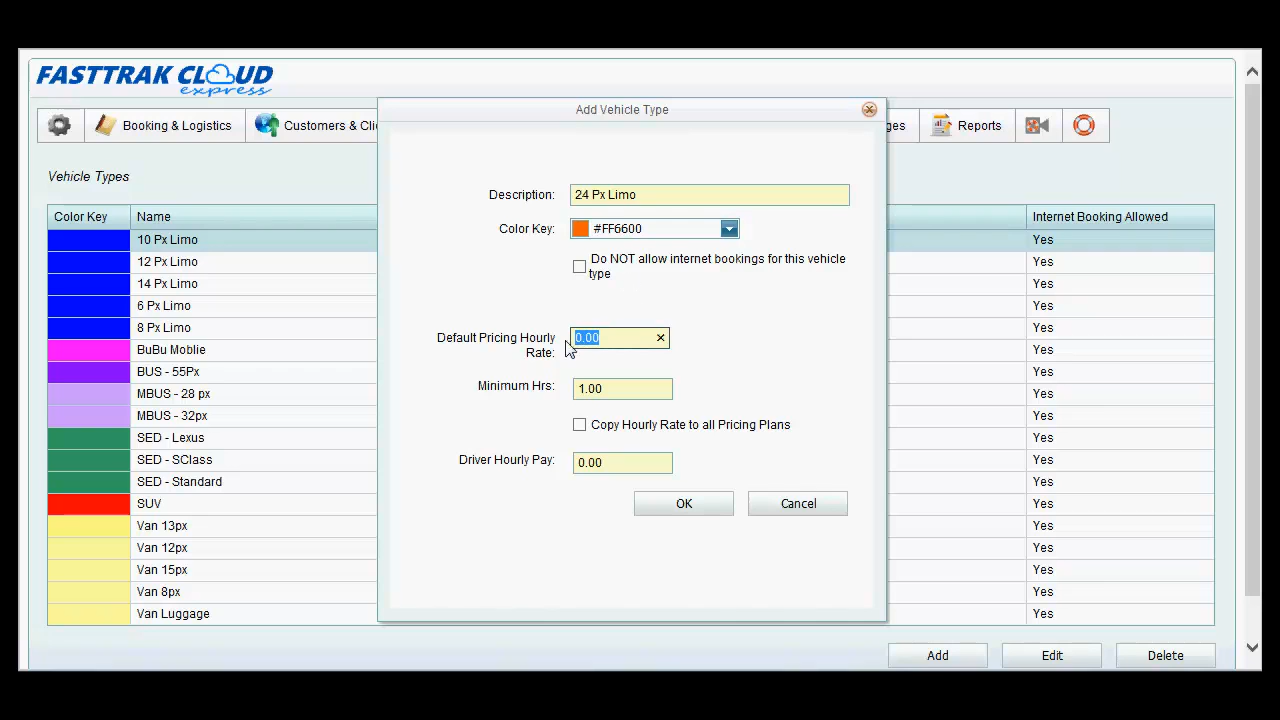 FASTTRAK CLOUD
express
Booking & Logistics
Customers & Cli
ges
Reports
Vehicle Types
Color Key Name Internet Booking Allowed
10 Px Limo Yes
12 Px Limo Yes
14 Px Limo Yes
6 Px Limo Yes
8 Px Limo Yes
BuBu Moblie Yes
BUS - 55Px Yes
MBUS - 28 px Yes
MBUS - 32px Yes
SED - Lexus Yes
SED - SClass Yes
SED - Standard Yes
SUV Yes
Van 13px Yes
Van 12px Yes
Van 15px Yes
Van 8px Yes
Van Luggage Yes
Add Edit Delete
Add Vehicle Type
Description: 24 Px Limo
Color Key: #FF6600
Do NOT allow internet bookings for this vehicle
type
Default Pricing Hourly
Rate: 0.00
Minimum Hrs: 1.00
Copy Hourly Rate to all Pricing Plans
Driver Hourly Pay: 0.00
OK Cancel